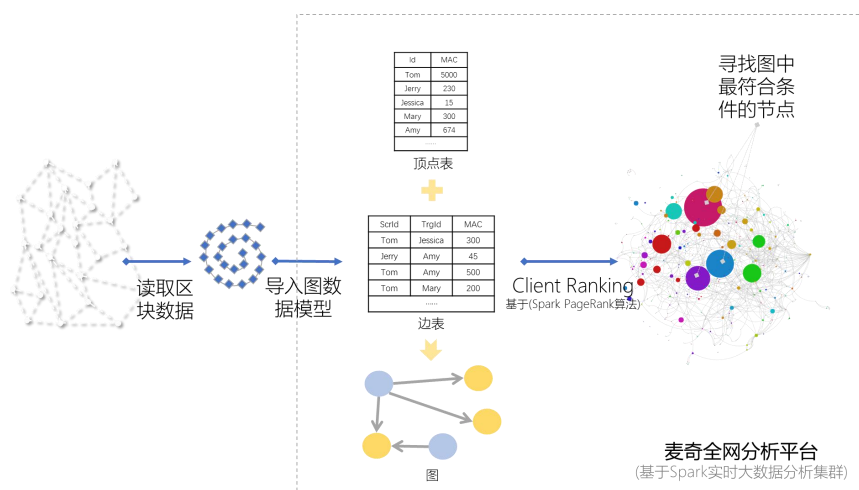 Id MAC
Tom 5000
Jerry 230
Jessica 15
Mary 300
Amy 674
......
顶点表
寻找图中
最符合条
件的节点
ScrId TrgId MAC
Tom Jessica 300
Jerry Amy 45
Tom Amy 500
Tom Mary 200
......
边表
读取区
块数据
导入图数
据模型
Client Ranking
基于(Spark PageRank算法)
图
麦奇全网分析平台
(基于Spark实时大数据分析集群)